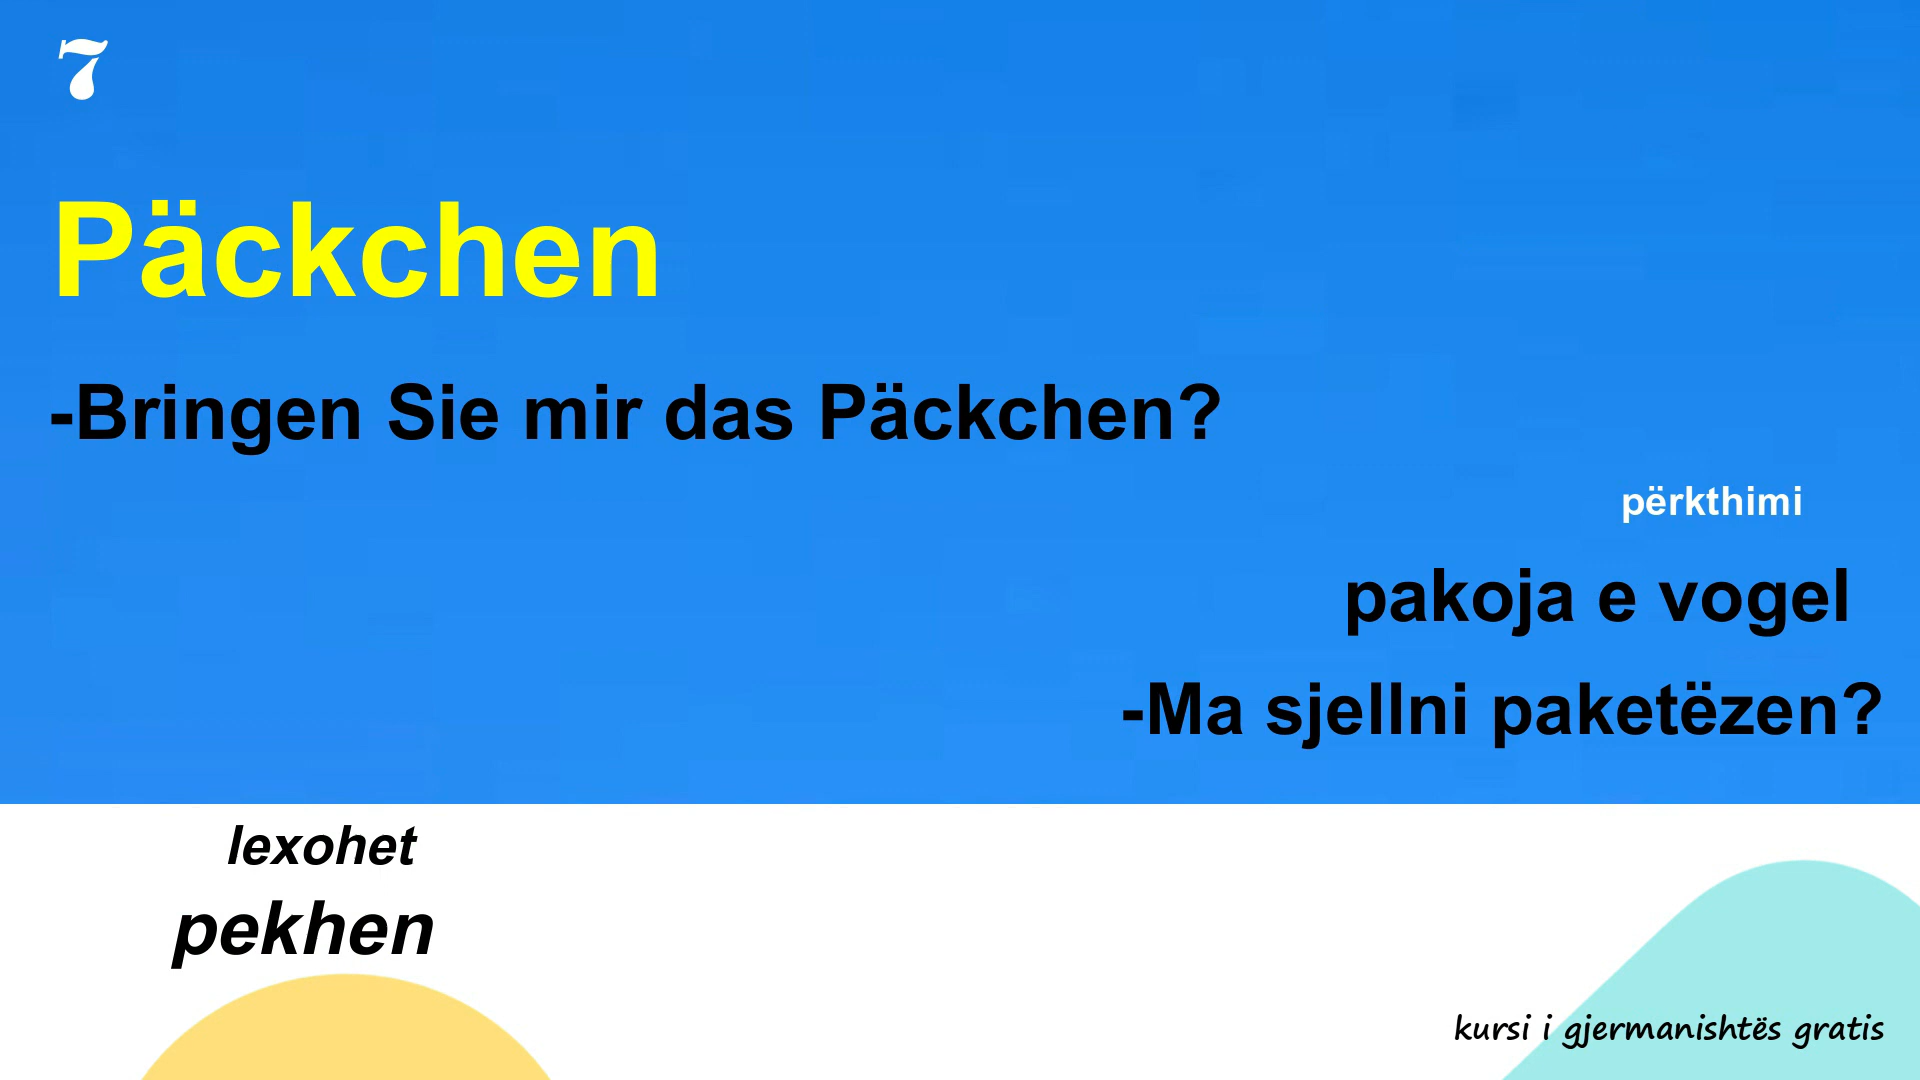 7
Päckchen
-Bringen Sie mir das Päckchen?
përkthimi
pakoja e vogel
-Ma sjellni paketëzen?
lexohet
pekhen
kursi i gjermanishtës gratis